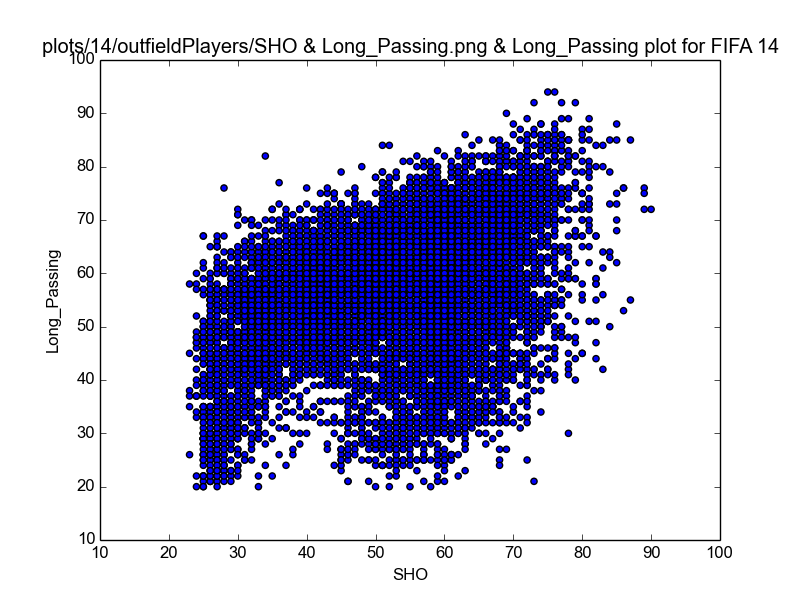 plots/14/outfieldPlayers/SHO & Long_Passing.png & Long_Passing plot for FIFA 14
100
90
80
70
60
50
40
30
20
10
Long_Passing
10 20 30 40 50 60 70 80 90 100
SHO